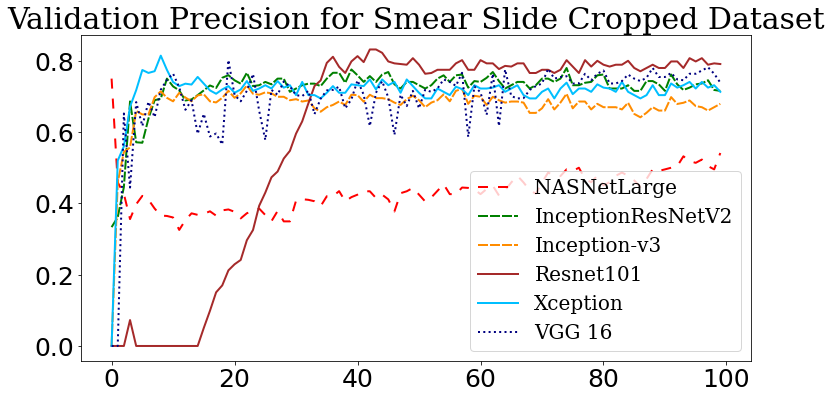 Validation Precision for Smear Slide Cropped Dataset
0.8
0.6
0.4
0.2
0.0
0 20 40 60 80 100
NASNetLarge
InceptionResNetV2
Inception-v3
Resnet101
Xception
VGG 16